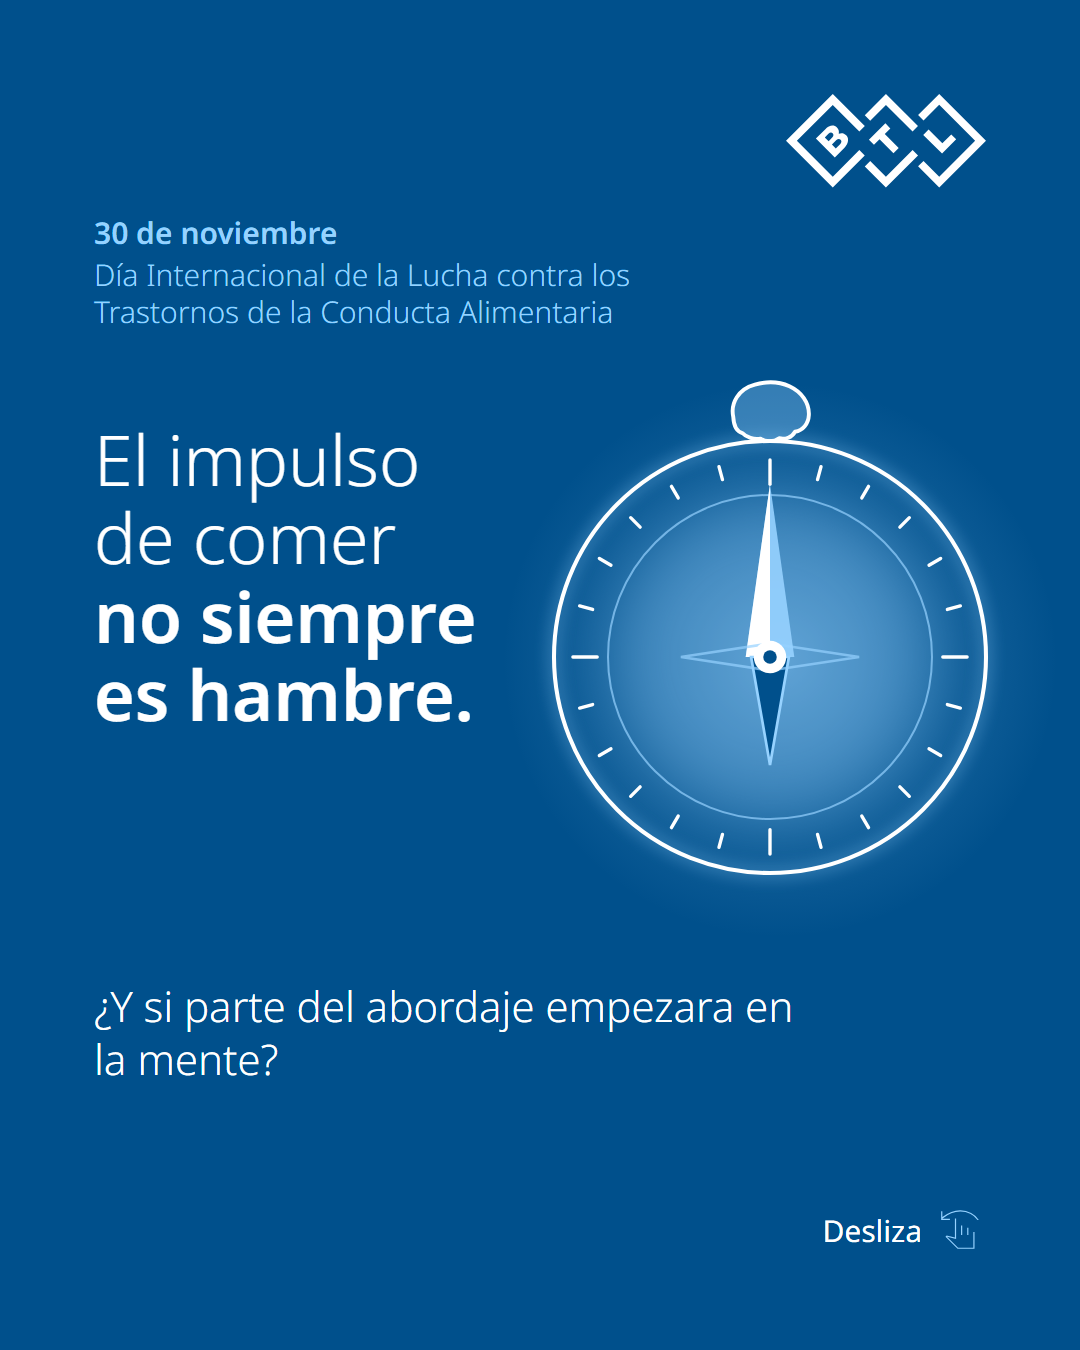 BTL
30 de noviembre
Día Internacional de la Lucha contra los
Trastornos de la Conducta Alimentaria
El impulso
de comer
no siempre
es hambre.
¿Y si parte del abordaje empezara en
la mente?
Desliza